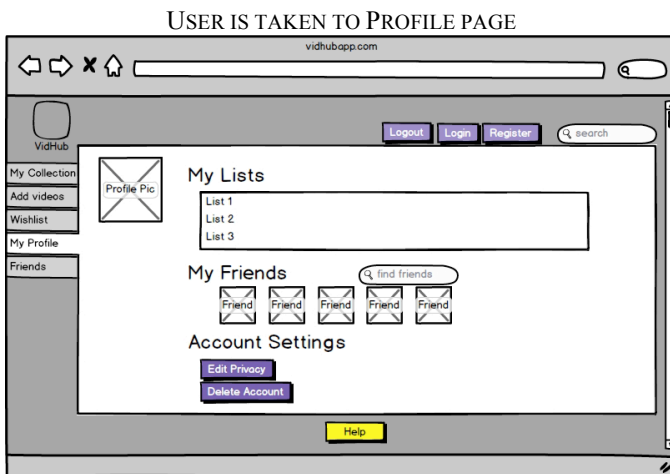 USER IS TAKEN TO PROFILE PAGE
vidhubapp.com
Logout Login Register search
VidHub
My Collection
Add videos
Wishlist
My Profile
Friends
Profile Pic
My Lists
List 1
List 2
List 3
My Friends find friends
Friend Friend Friend Friend Friend
Account Settings
Edit Privacy
Delete Account
Help